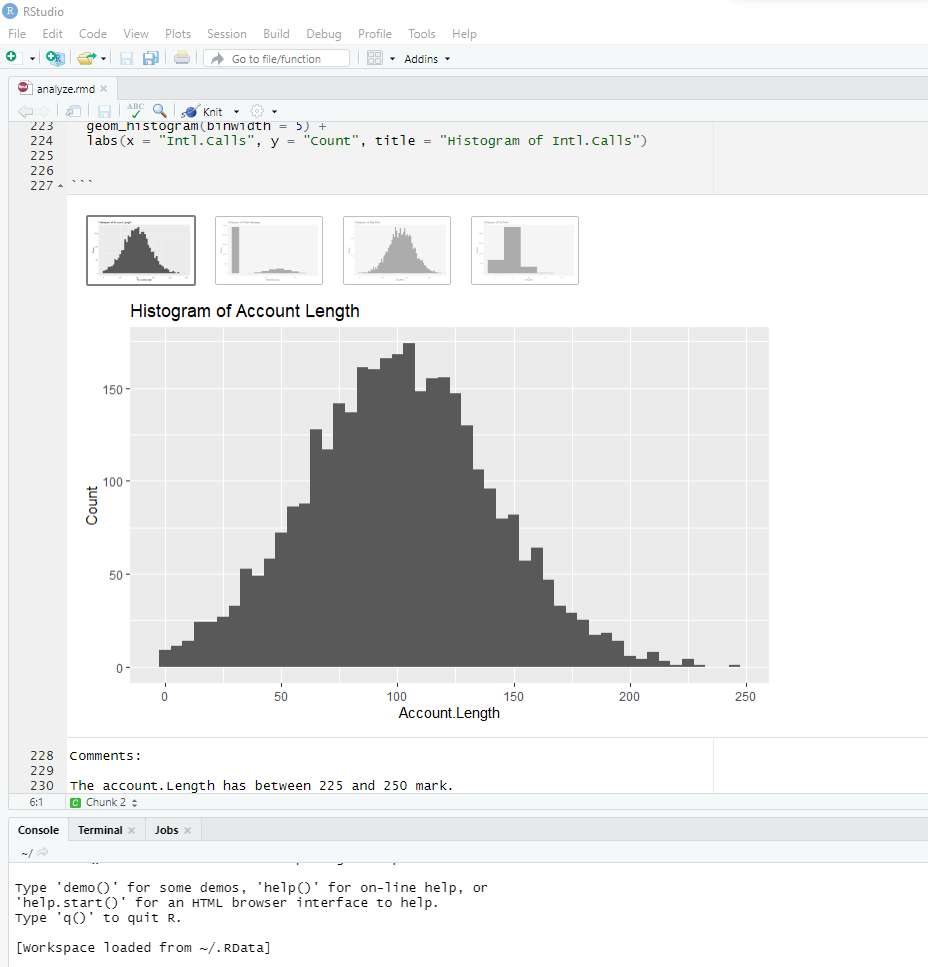 RStudio
File Edit Code View Plots Session Build Debug Profile Tools Help
Go to file/function Addins
analyze.rmd
ABC Knit
223 geom_histogram(binwidth = 5) +
224 labs(x = "Intl.Calls", y = "Count", title = "Histogram of Intl.Calls")
225
226
227 ```
Histogram of Account Length
150
100
50
0
Count
0 50 100 150 200 250
Account.Length
228 Comments:
229
230 The account.Length has between 225 and 250 mark.
6:1 C Chunk 2
Console Terminal Jobs
~/
Type 'demo()' for some demos, 'help()' for on-line help, or
'help.start()' for an HTML browser interface to help.
Type 'q()' to quit R.
[Workspace loaded from ~/.RData]